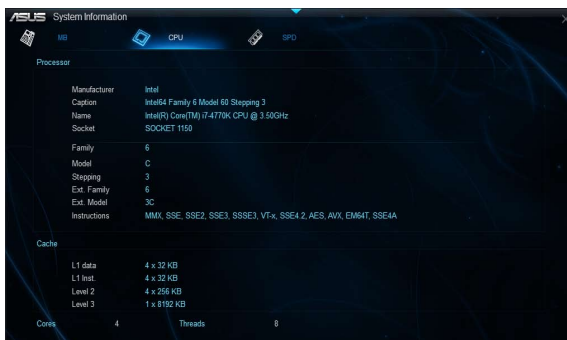 ASUS System Information
MB CPU SPD
Processor
Manufacturer Intel
Caption Intel64 Family 6 Model 60 Stepping 3
Name Intel(R) Core(TM) i7-4770K CPU @ 3.50GHz
Socket SOCKET 1150
Family 6
Model C
Stepping 3
Ext. Family 6
Ext. Model 3C
Instructions MMX, SSE, SSE2, SSE3, SSSE3, VT-x, SSE4.2, AES, AVX, EM64T, SSE4A
Cache
L1 data 4 x 32 KB
L1 Inst. 4 x 32 KB
Level 2 4 x 256 KB
Level 3 1 x 8192 KB
Cores 4 Threads 8